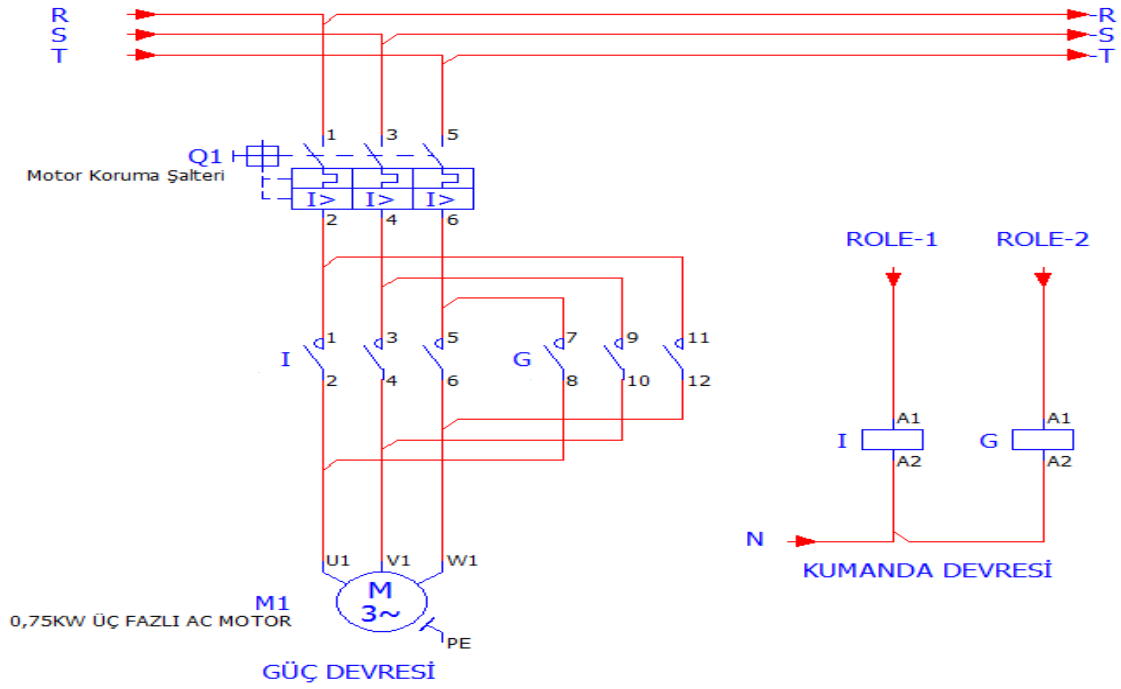 R -R
S -S
T -T
1 3 5
Q1
Motor Koruma Şalteri
I> I> I>
2 4 6
ROLE-1 ROLE-2
1 3 5 7 9 11
I G
2 4 6 8 10 12
A1 A1
I G
A2 A2
N
KUMANDA DEVRESİ
U1 V1 W1
M
3~
M1
0,75KW ÜÇ FAZLI AC MOTOR
PE
GÜÇ DEVRESİ